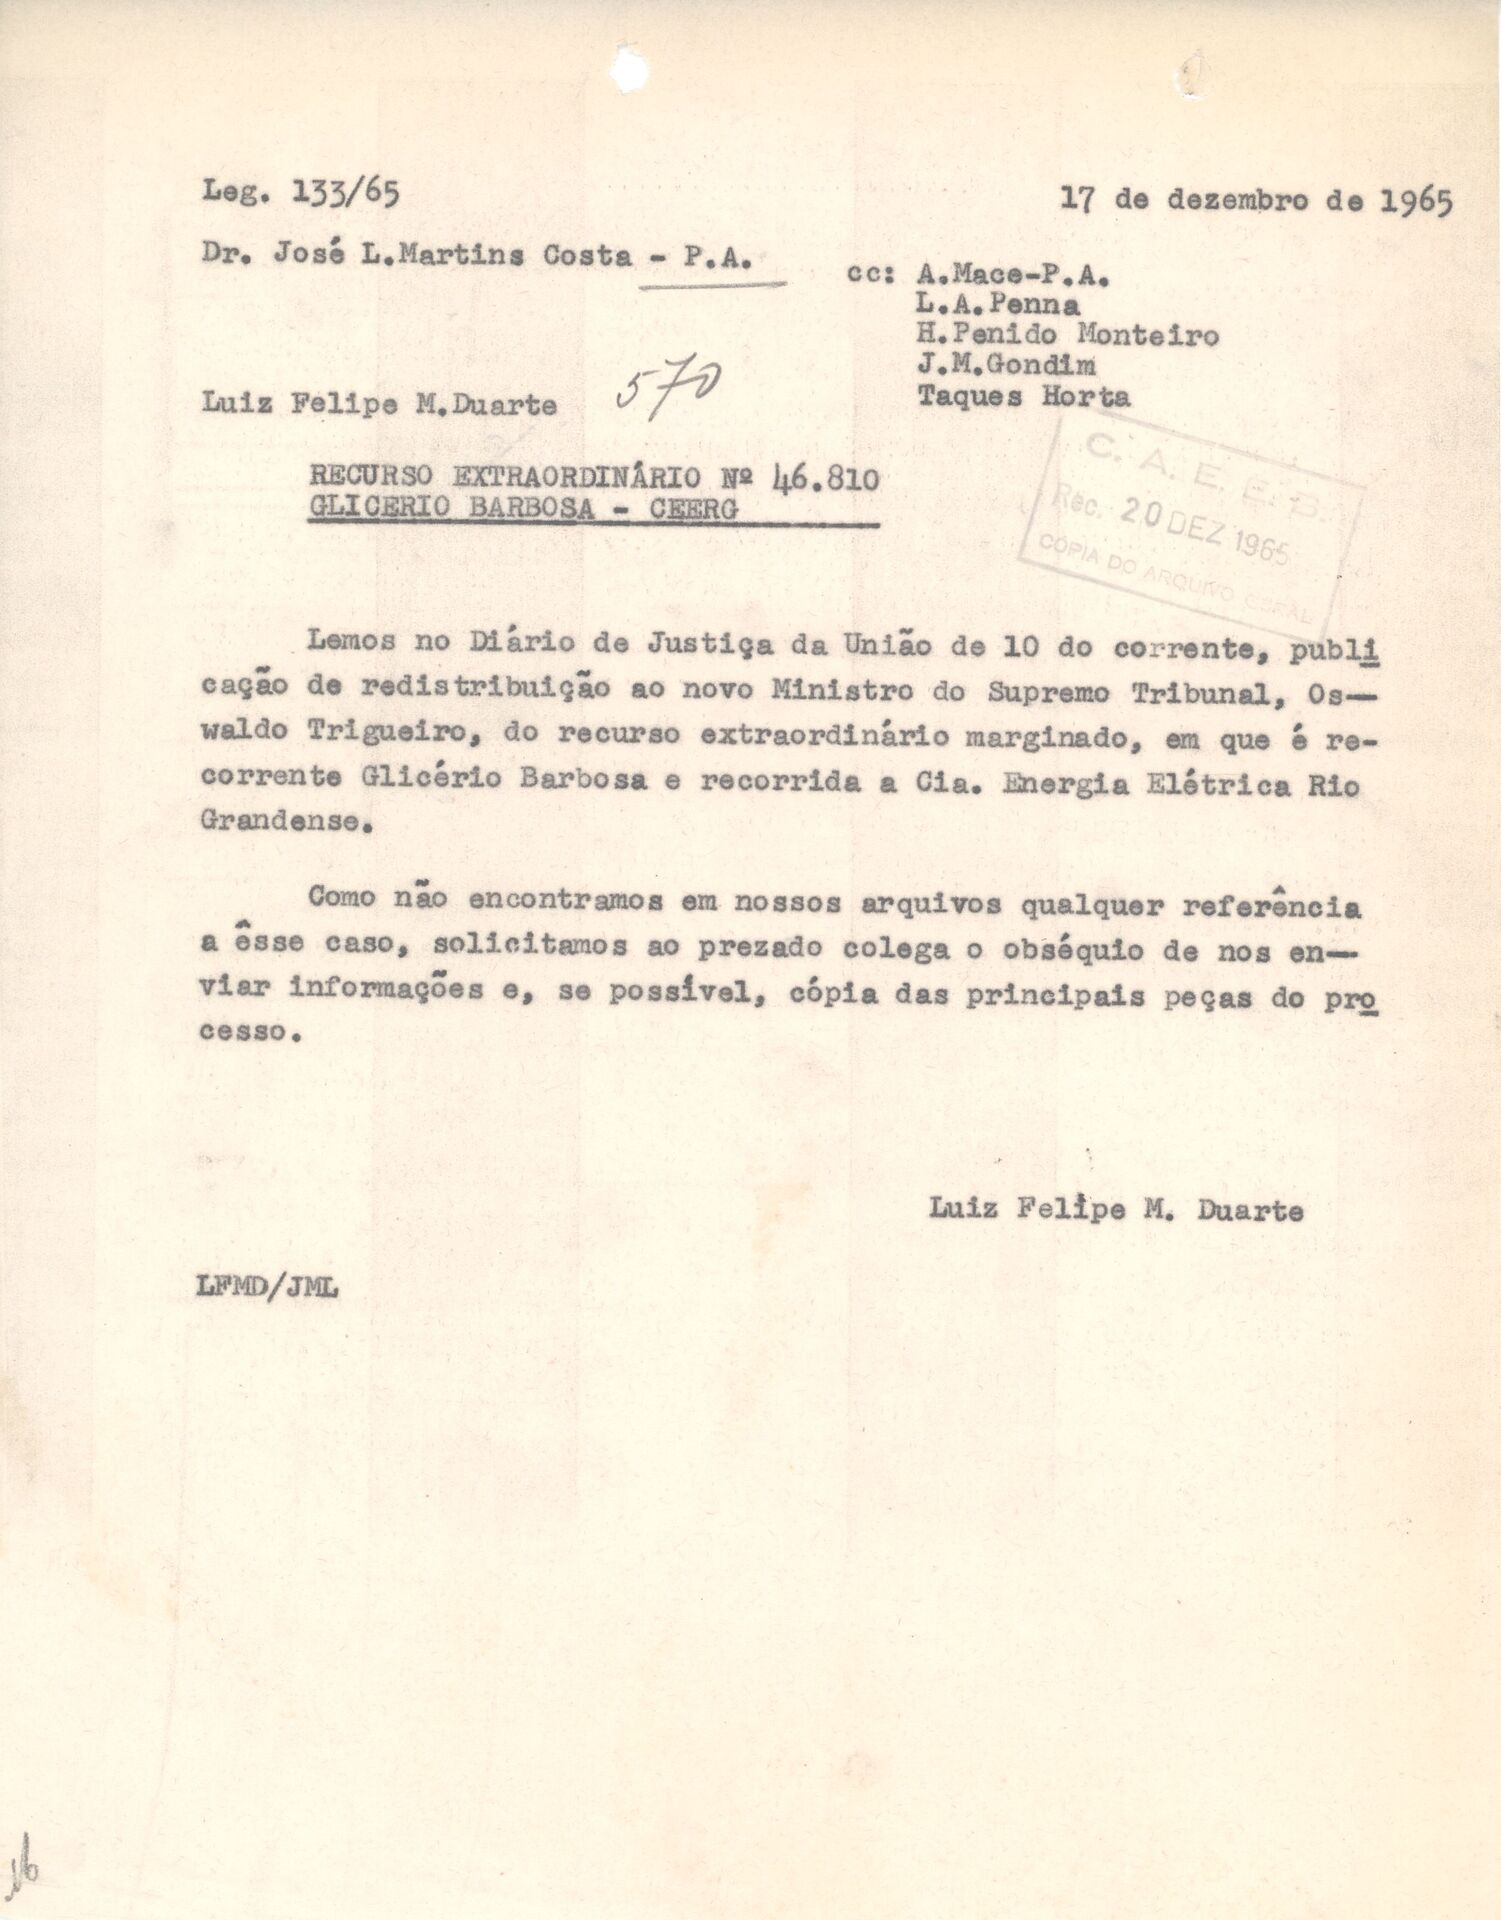 Leg. 133/65
17 de dezembro de 1965
Dr. José L.Martins Costa - P.A.
cc: A.Mace-P.A.
L.A.Penna
H.Penido Monteiro
J.M.Gondim
Taques Horta
Luiz Felipe M.Duarte
570
RECURSO EXTRAORDINÁRIO Nº 46.810
GLICERIO BARBOSA - CEERG
C. A. E. E. B.
Rec. 20 DEZ 1965
CÓPIA DO ARQUIVO GERAL
Lemos no Diário de Justiça da União de 10 do corrente, publi
cação de redistribuição ao novo Ministro do Supremo Tribunal, Os-
waldo Trigueiro, do recurso extraordinário marginado, em que é re-
corrente Glicério Barbosa e recorrida a Cia. Energia Elétrica Rio
Grandense.
Como não encontramos em nossos arquivos qualquer referência
a êsse caso, solicitamos ao prezado colega o obséquio de nos en-
viar informações e, se possível, cópia das principais peças do pro
cesso.
Luiz Felipe M. Duarte
LFMD/JML